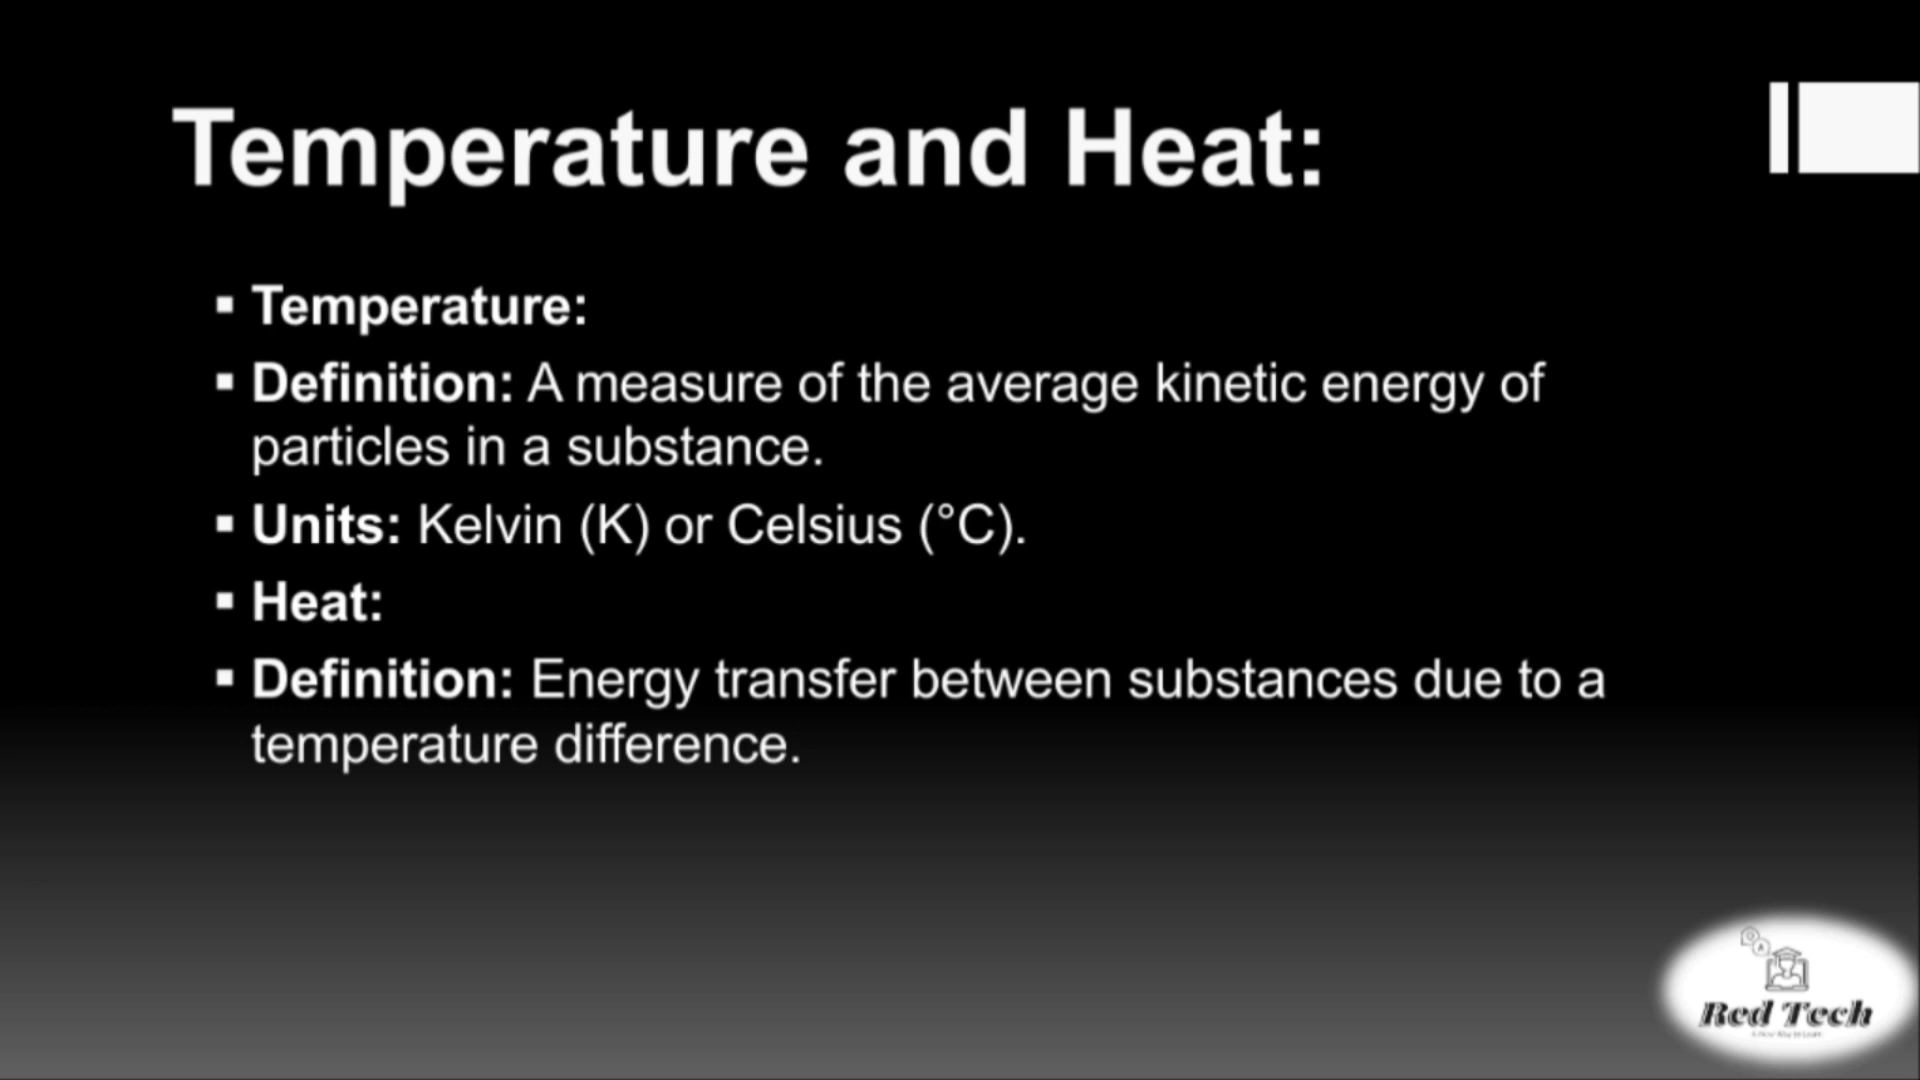 Temperature and Heat:
▪ Temperature:
▪ Definition: A measure of the average kinetic energy of
particles in a substance.
▪ Units: Kelvin (K) or Celsius (°C).
▪ Heat:
▪ Definition: Energy transfer between substances due to a
temperature difference.
Red Tech